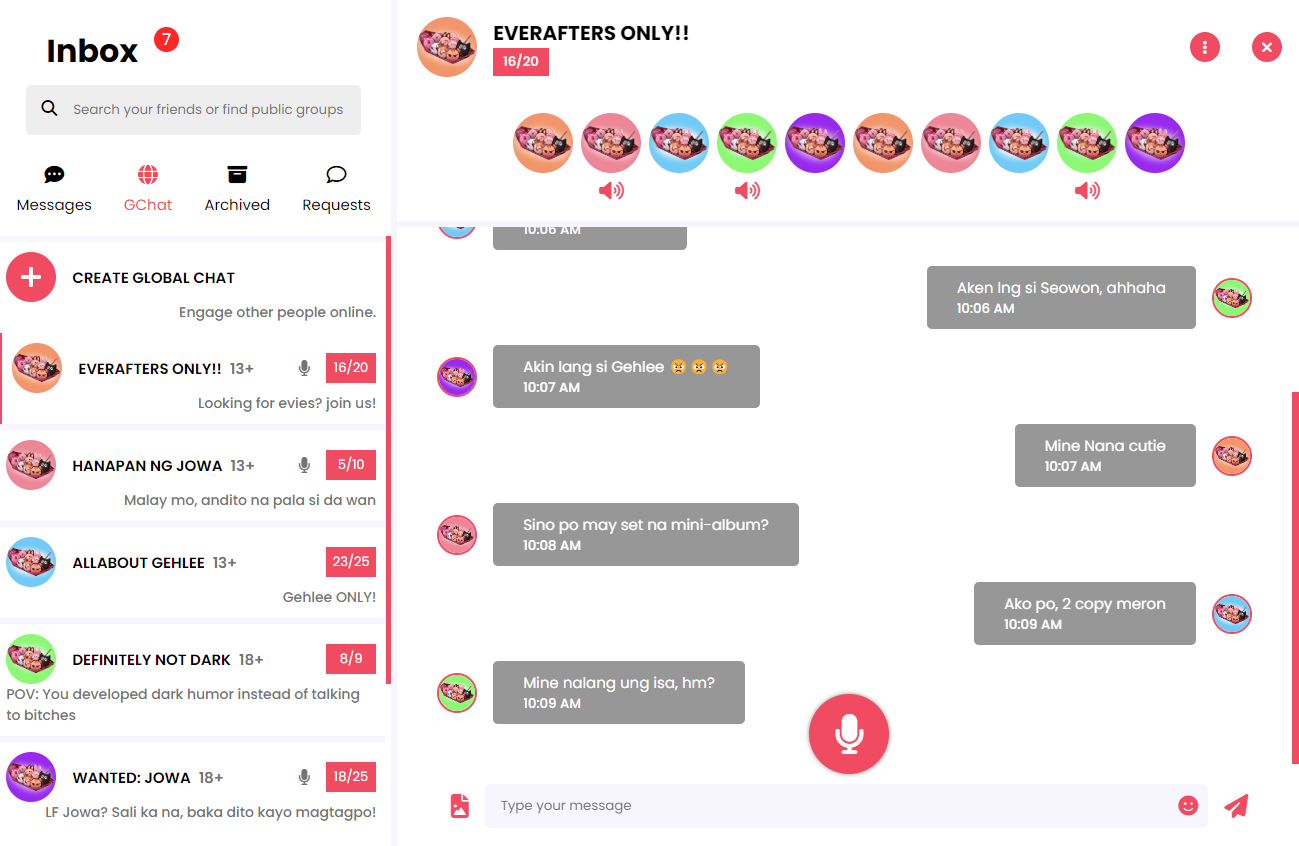 Inbox
7
Search your friends or find public groups
Messages
GChat
Archived
Requests
CREATE GLOBAL CHAT
Engage other people online.
EVERAFTERS ONLY!! 13+
16/20
Looking for evies? join us!
HANAPAN NG JOWA 13+
5/10
Malay mo, andito na pala si da wan
ALLABOUT GEHLEE 13+
23/25
Gehlee ONLY!
DEFINITELY NOT DARK 18+
8/9
POV: You developed dark humor instead of talking
to bitches
WANTED: JOWA 18+
18/25
LF Jowa? Sali ka na, baka dito kayo magtagpo!
EVERAFTERS ONLY!!
16/20
10:06 AM
Aken lng si Seowon, ahhaha
10:06 AM
Akin lang si Gehlee 😡 😡 😡
10:07 AM
Mine Nana cutie
10:07 AM
Sino po may set na mini-album?
10:08 AM
Ako po, 2 copy meron
10:09 AM
Mine nalang ung isa, hm?
10:09 AM
Type your message